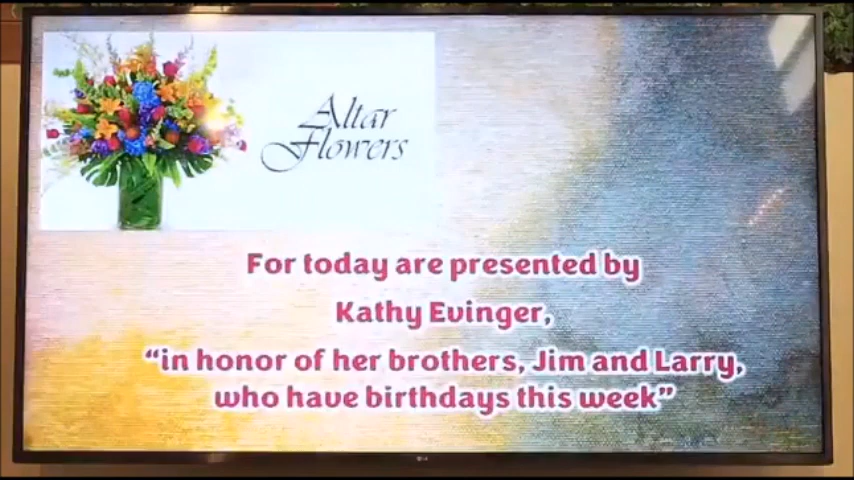 Altar
Flowers
For today are presented by
Kathy Evinger,
“in honor of her brothers, Jim and Larry,
who have birthdays this week”
LG